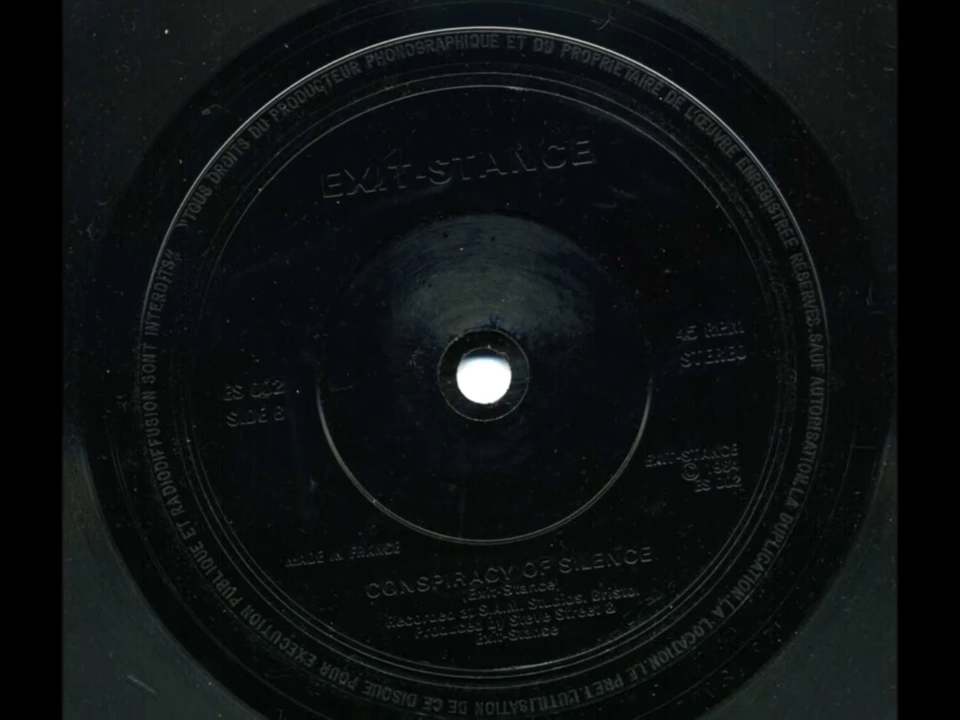 "TOUS DROITS DU PRODUCTEUR PHONOGRAPHIQUE ET DU PROPRIETAIRE DE L'ŒUVRE ENREGISTREE RESERVES. SAUF AUTORISATION, LA DUPLICATION, LA LOCATION, LE PRET, L'UTILISATION DE CE DISQUE POUR EXECUTION PUBLIQUE ET RADIODIFFUSION SONT INTERDITS"
EXIT-STANCE
45 RPM
STEREO
ES 002
SIDE B
EXIT-STANCE
© 1984
ES 002
MADE IN FRANCE
CONSPIRACY OF SILENCE
(Exit-Stance)
Recorded at S.A.M. Studios, Bristol
Produced by Steve Street &
Exit-Stance